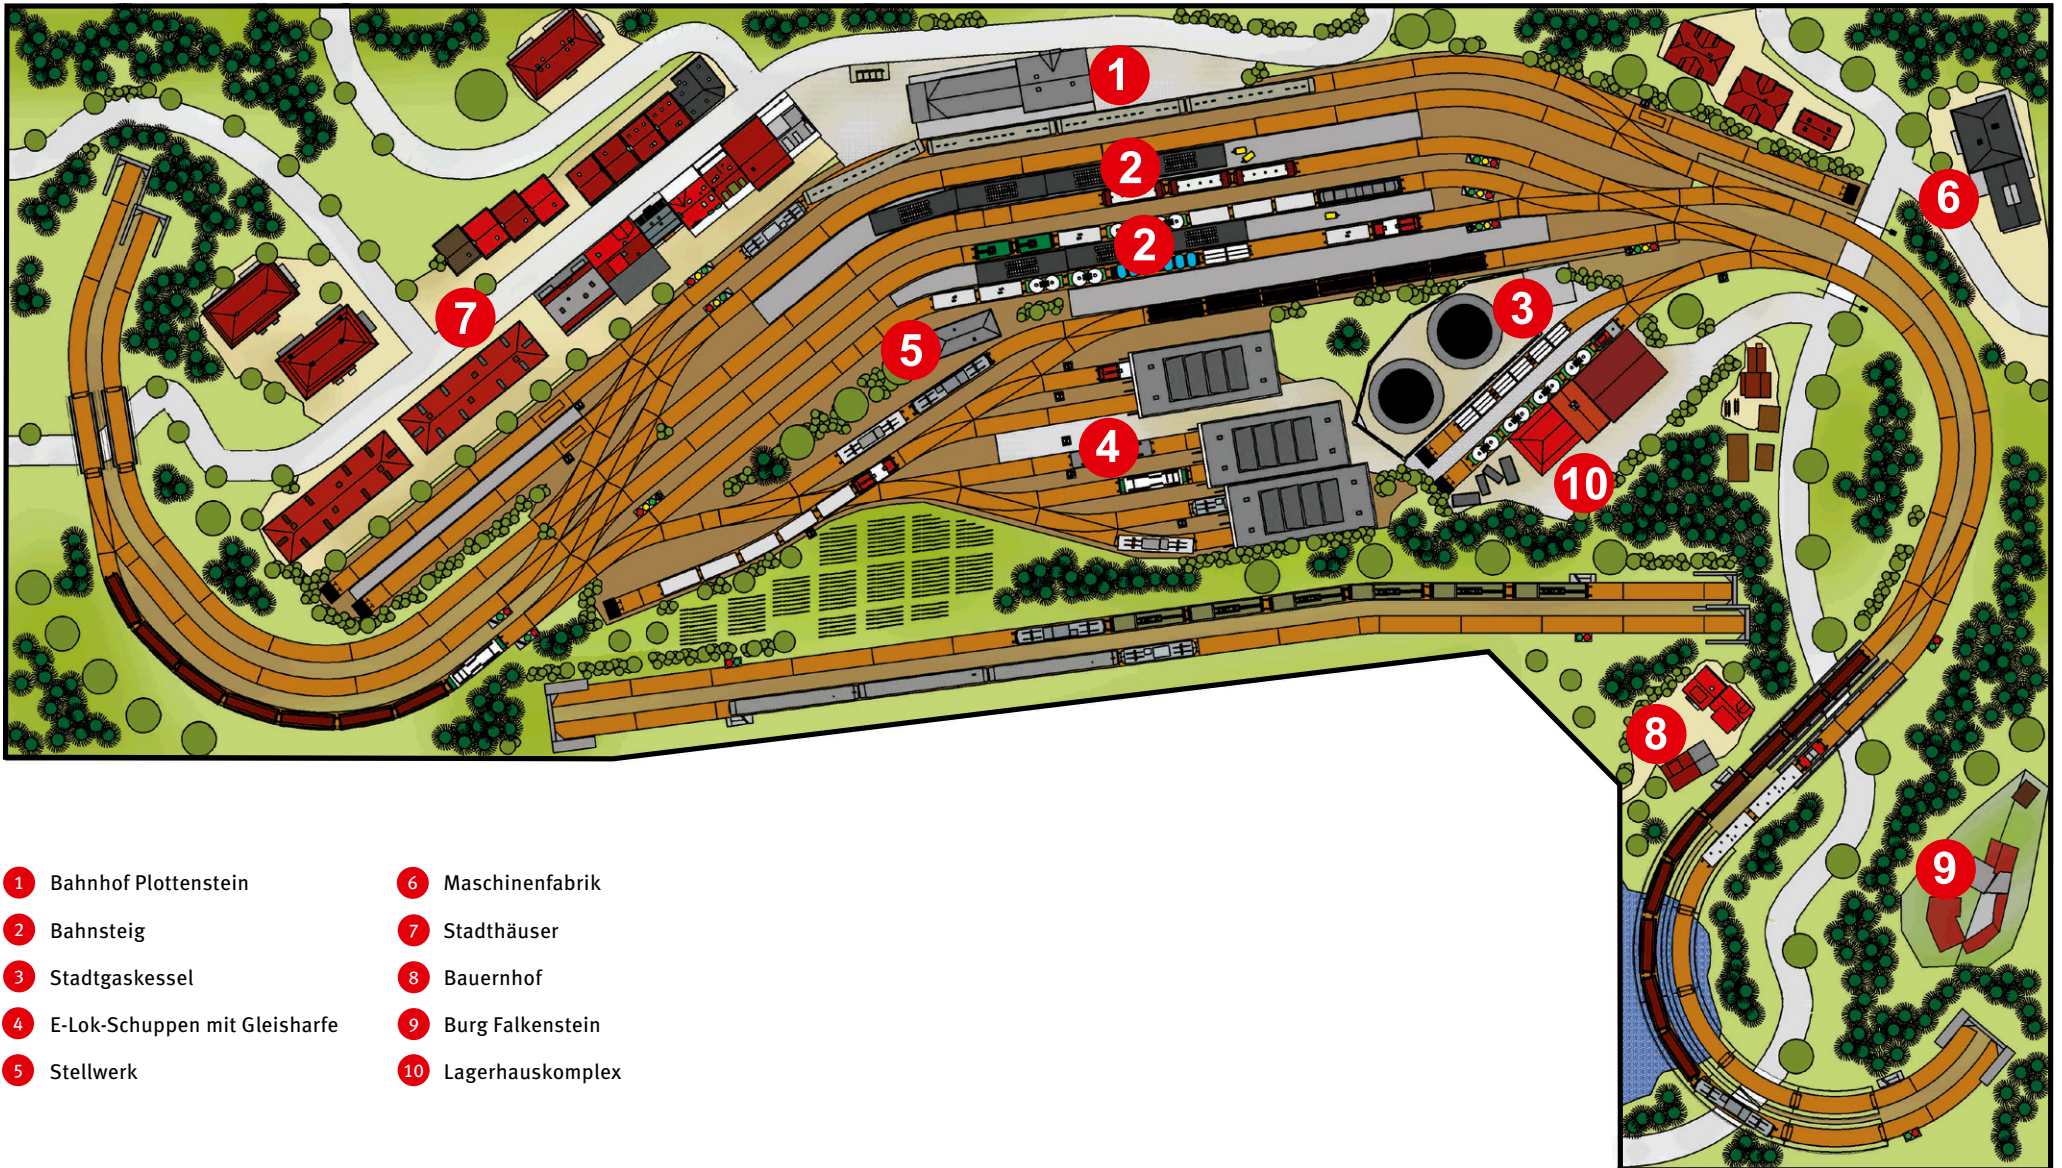 1
2
2
3
4
5
6
7
8
9
10
1 Bahnhof Plottenstein
2 Bahnsteig
3 Stadtgaskessel
4 E-Lok-Schuppen mit Gleisharfe
5 Stellwerk
6 Maschinenfabrik
7 Stadthäuser
8 Bauernhof
9 Burg Falkenstein
10 Lagerhauskomplex